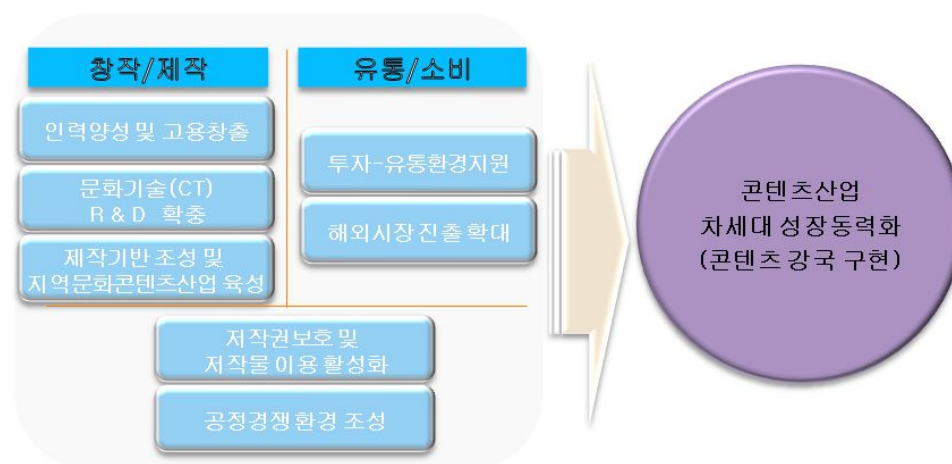 창작/제작
인력양성 및 고용창출
문화기술(CT)
R & D 확충
제작기반 조성 및
지역문화콘텐츠산업 육성
유통/소비
투자-유통환경지원
해외시장 진출 확대
저작권보호 및
저작물 이용 활성화
공정경쟁 환경 조성
콘텐츠산업
차세대 성장동력화
(콘텐츠 강국 구현)